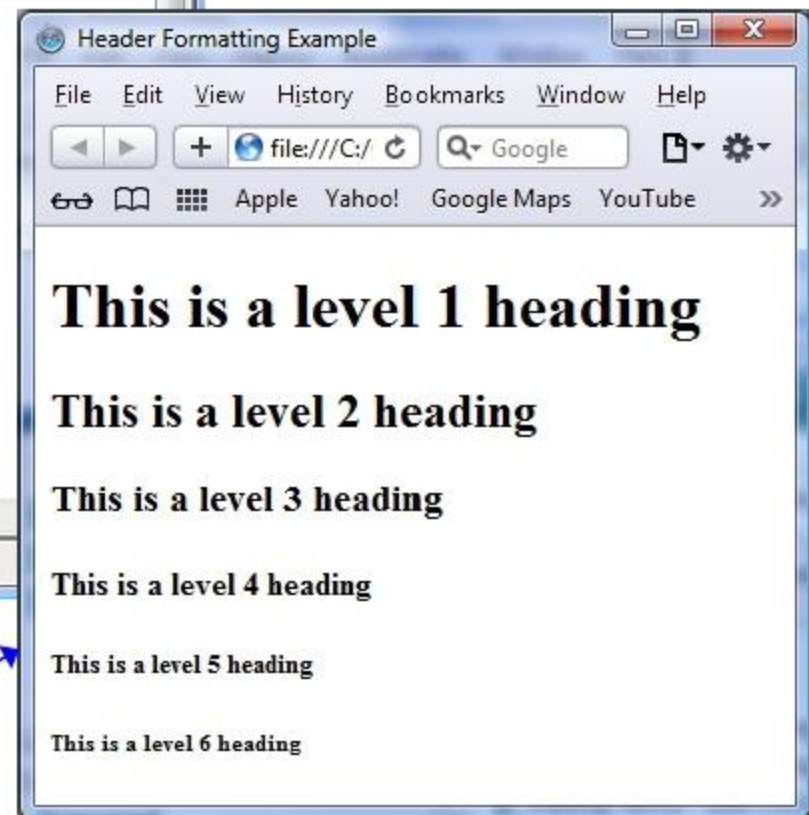 Header Formatting Example
File Edit View History Bookmarks Window Help
file:///C:/ Google
Apple Yahoo! Google Maps YouTube
This is a level 1 heading
This is a level 2 heading
This is a level 3 heading
This is a level 4 heading
This is a level 5 heading
This is a level 6 heading